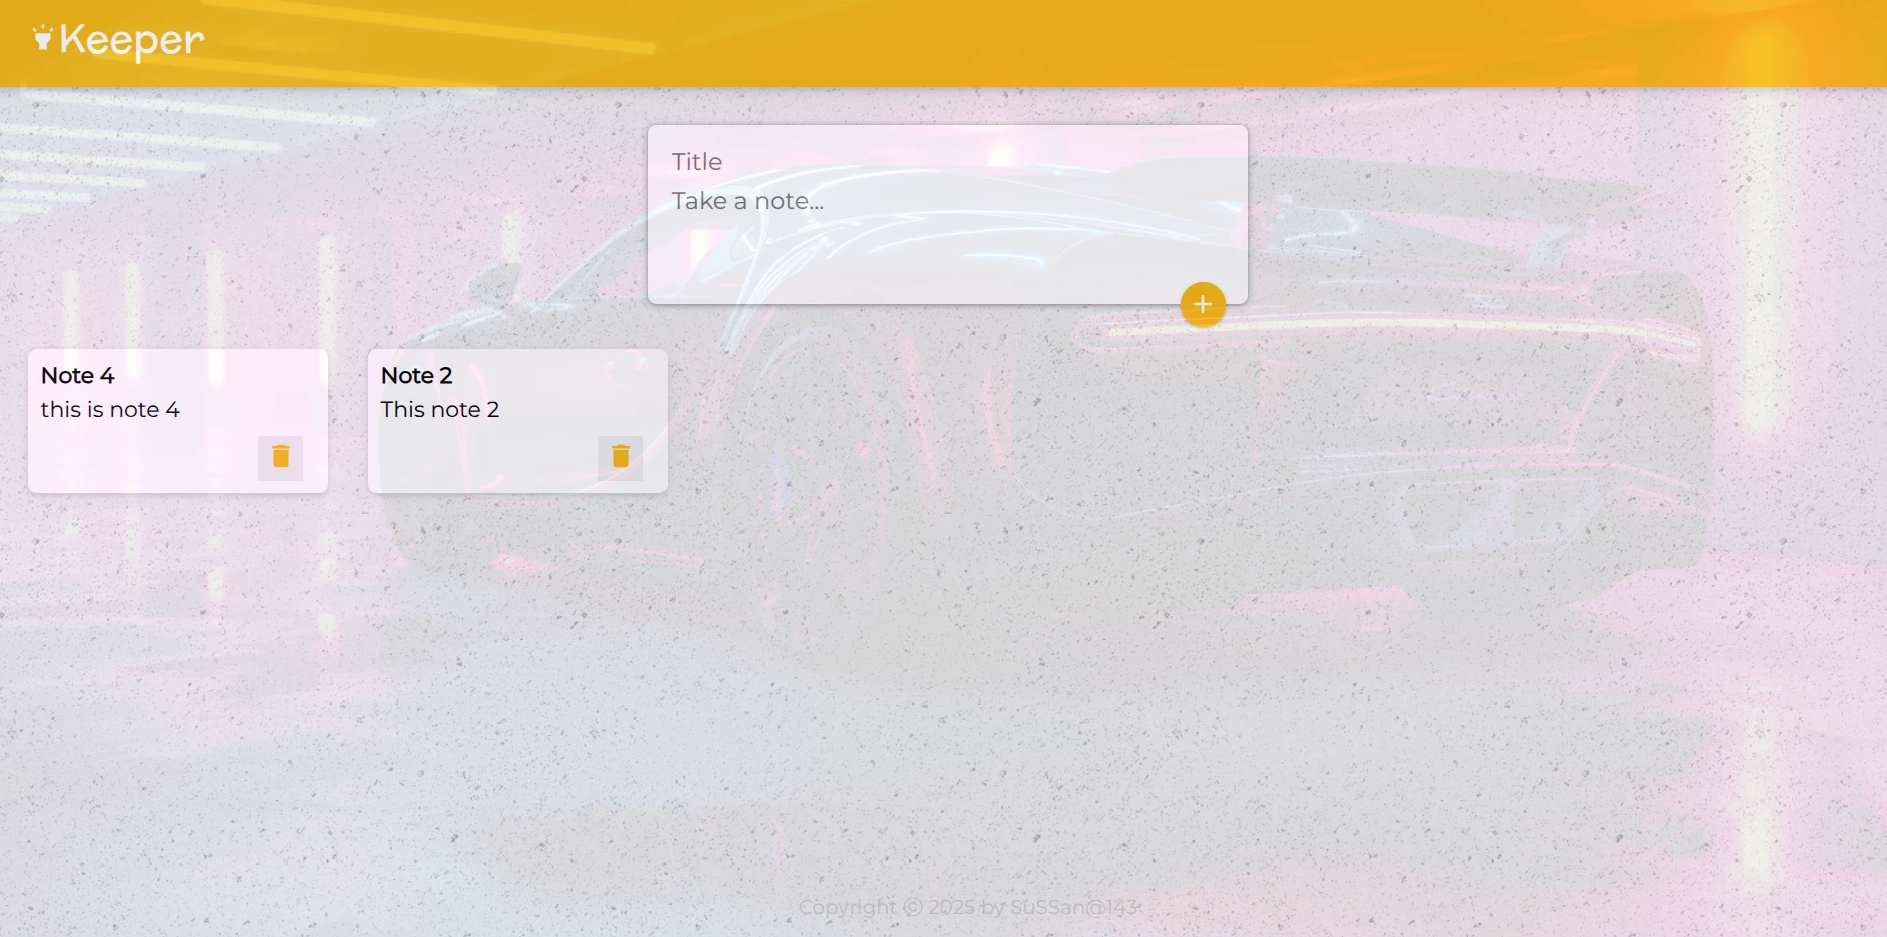 Keeper
Title
Take a note...
Note 4
this is note 4
Note 2
This note 2
Copyright ⓒ 2025 by SuSSan@143